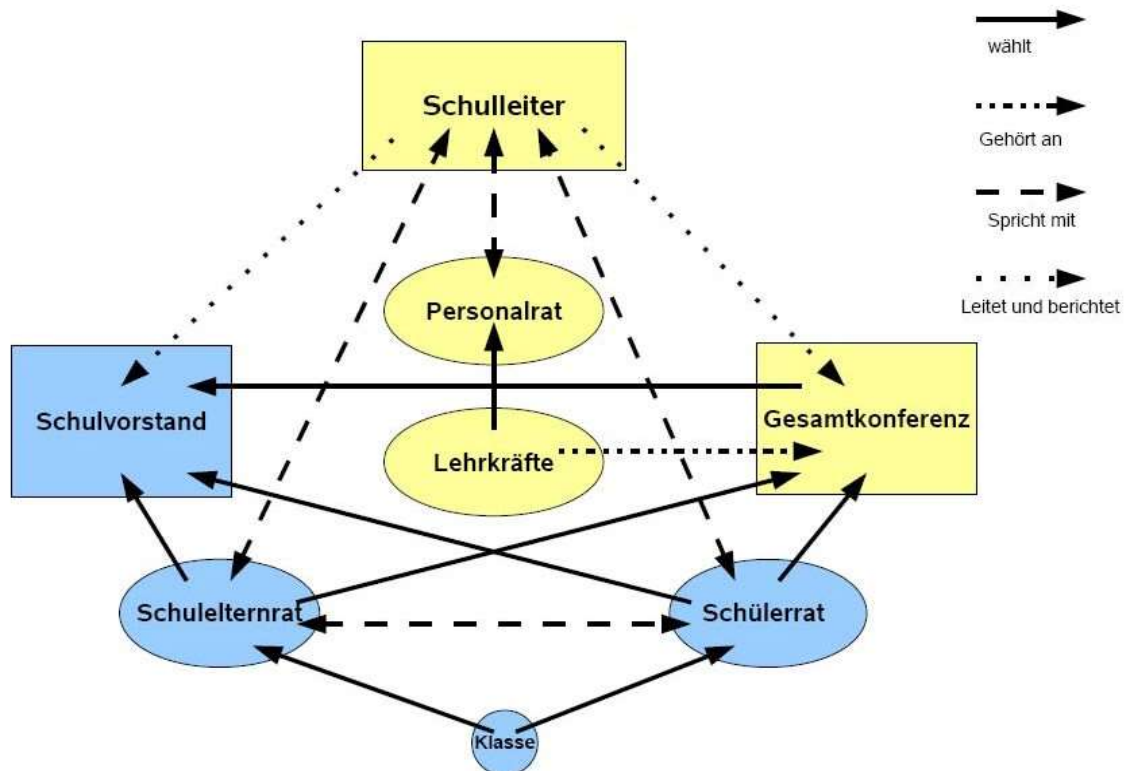 wählt
Schulleiter
Gehört an
Spricht mit
Leitet und berichtet
Personalrat
Schulvorstand
Gesamtkonferenz
Lehrkräfte
Schulelternrat
Schülerrat
Klasse